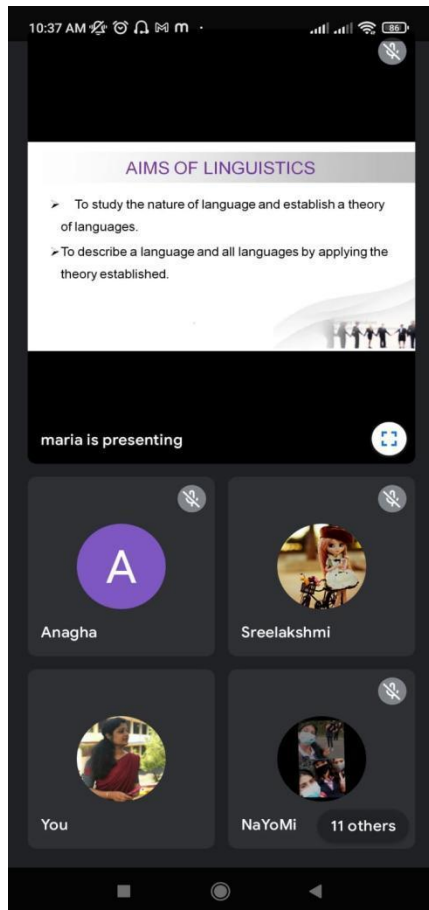 10:37 AM m · 86
AIMS OF LINGUISTICS
➢ To study the nature of language and establish a theory
of languages.
➢To describe a language and all languages by applying the
theory established.
maria is presenting
A
Anagha
Sreelakshmi
You
NaYoMi 11 others